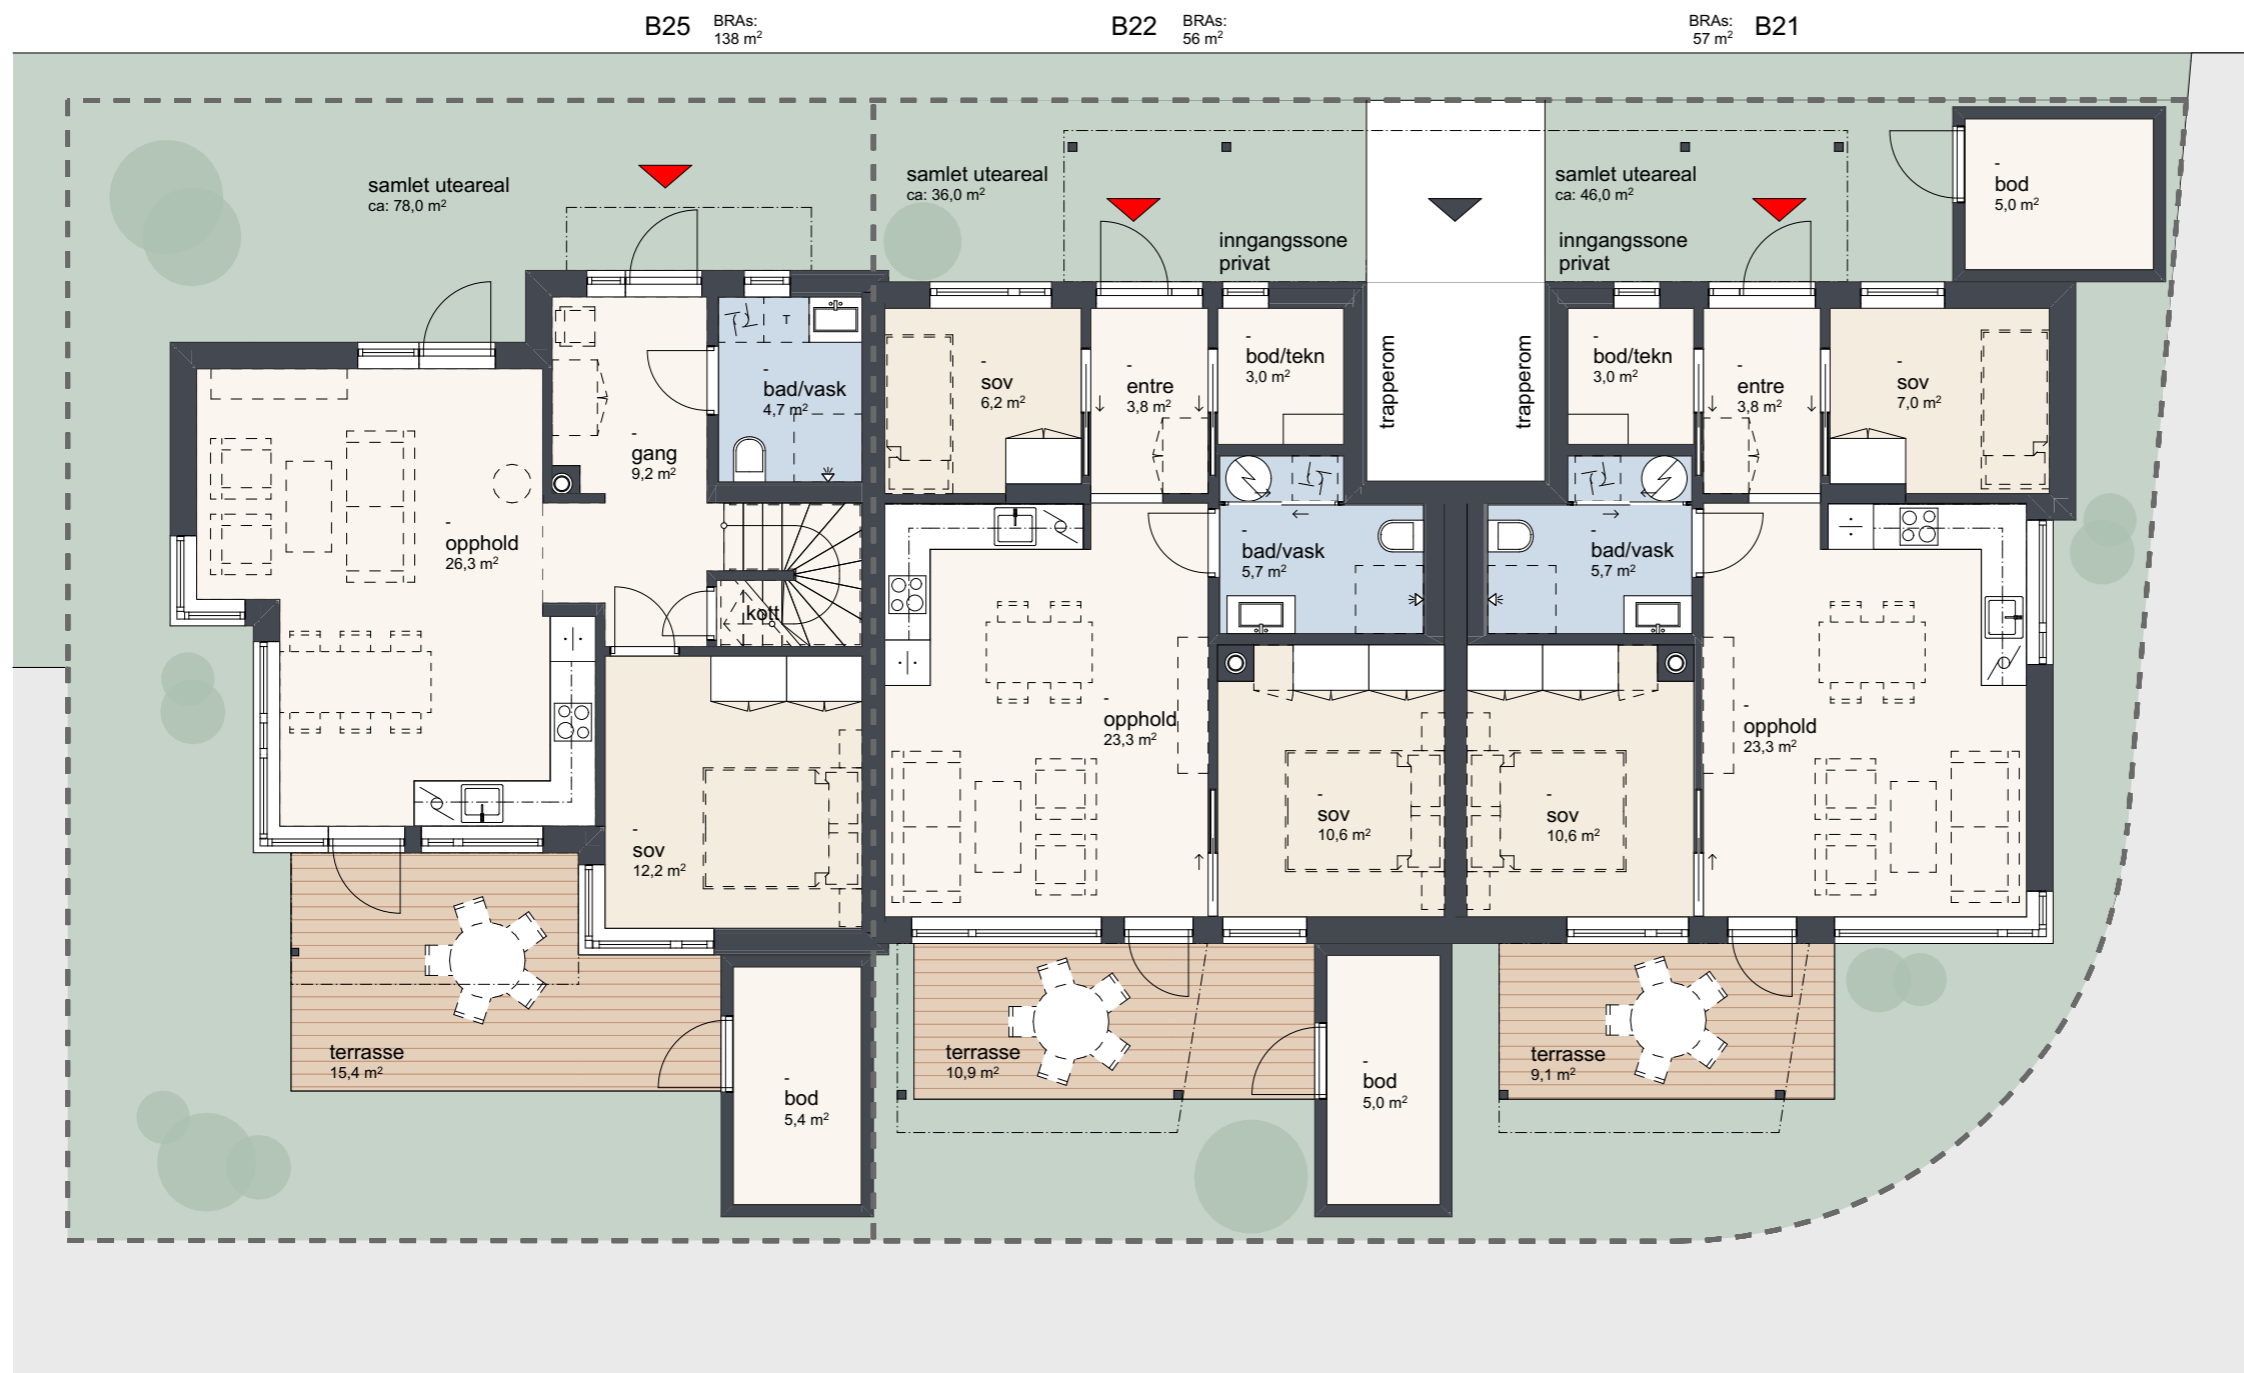 B25
BRAs:
138 m²
B22
BRAs:
56 m²
BRAs:
57 m²
B21
samlet uteareal
ca: 78,0 m²
samlet uteareal
ca: 36,0 m²
samlet uteareal
ca: 46,0 m²
-
bod
5,0 m²
inngangssone
privat
inngangssone
privat
T
-
bad/vask
4,7 m²
-
gang
9,2 m²
-
opphold
26,3 m²
kott
-
sov
12,2 m²
terrasse
15,4 m²
-
bod
5,4 m²
-
sov
6,2 m²
-
entre
3,8 m²
-
bod/tekn
3,0 m²
trapperom
trapperom
-
bod/tekn
3,0 m²
-
entre
3,8 m²
-
sov
7,0 m²
-
bad/vask
5,7 m²
-
bad/vask
5,7 m²
-
opphold
23,3 m²
-
opphold
23,3 m²
-
sov
10,6 m²
-
sov
10,6 m²
terrasse
10,9 m²
-
bod
5,0 m²
terrasse
9,1 m²